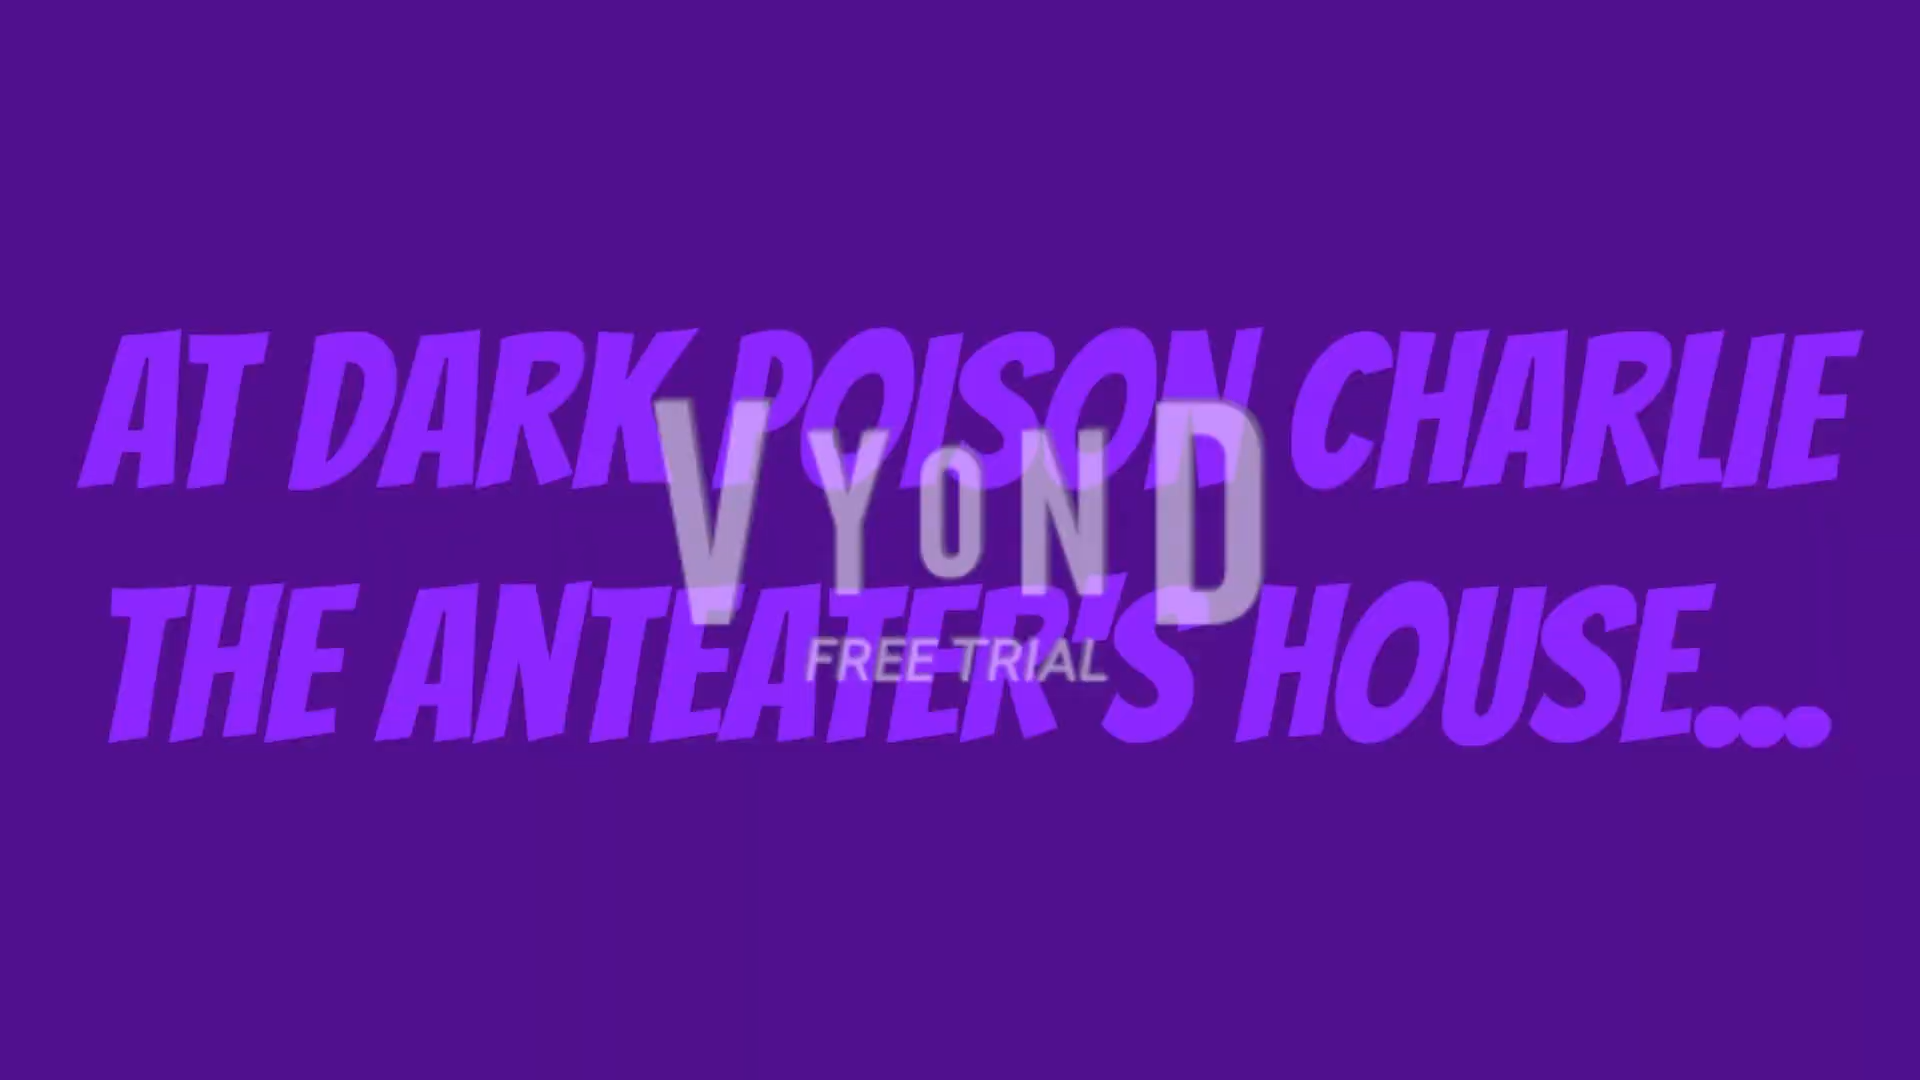 AT DARK POISON CHARLIE
THE ANTEATER'S HOUSE...
VYOND
FREE TRIAL